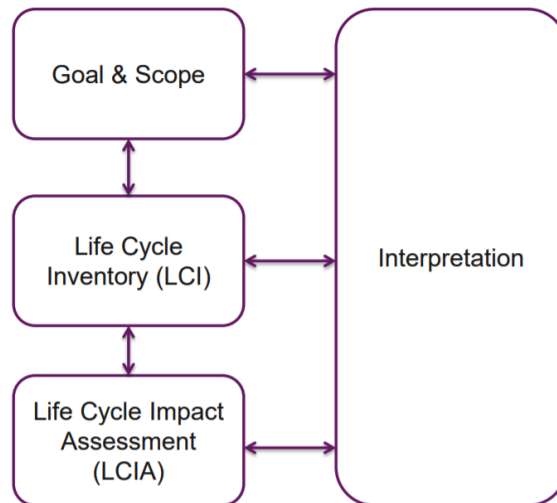 Goal & Scope
Life Cycle
Inventory (LCI)
Interpretation
Life Cycle Impact
Assessment
(LCIA)